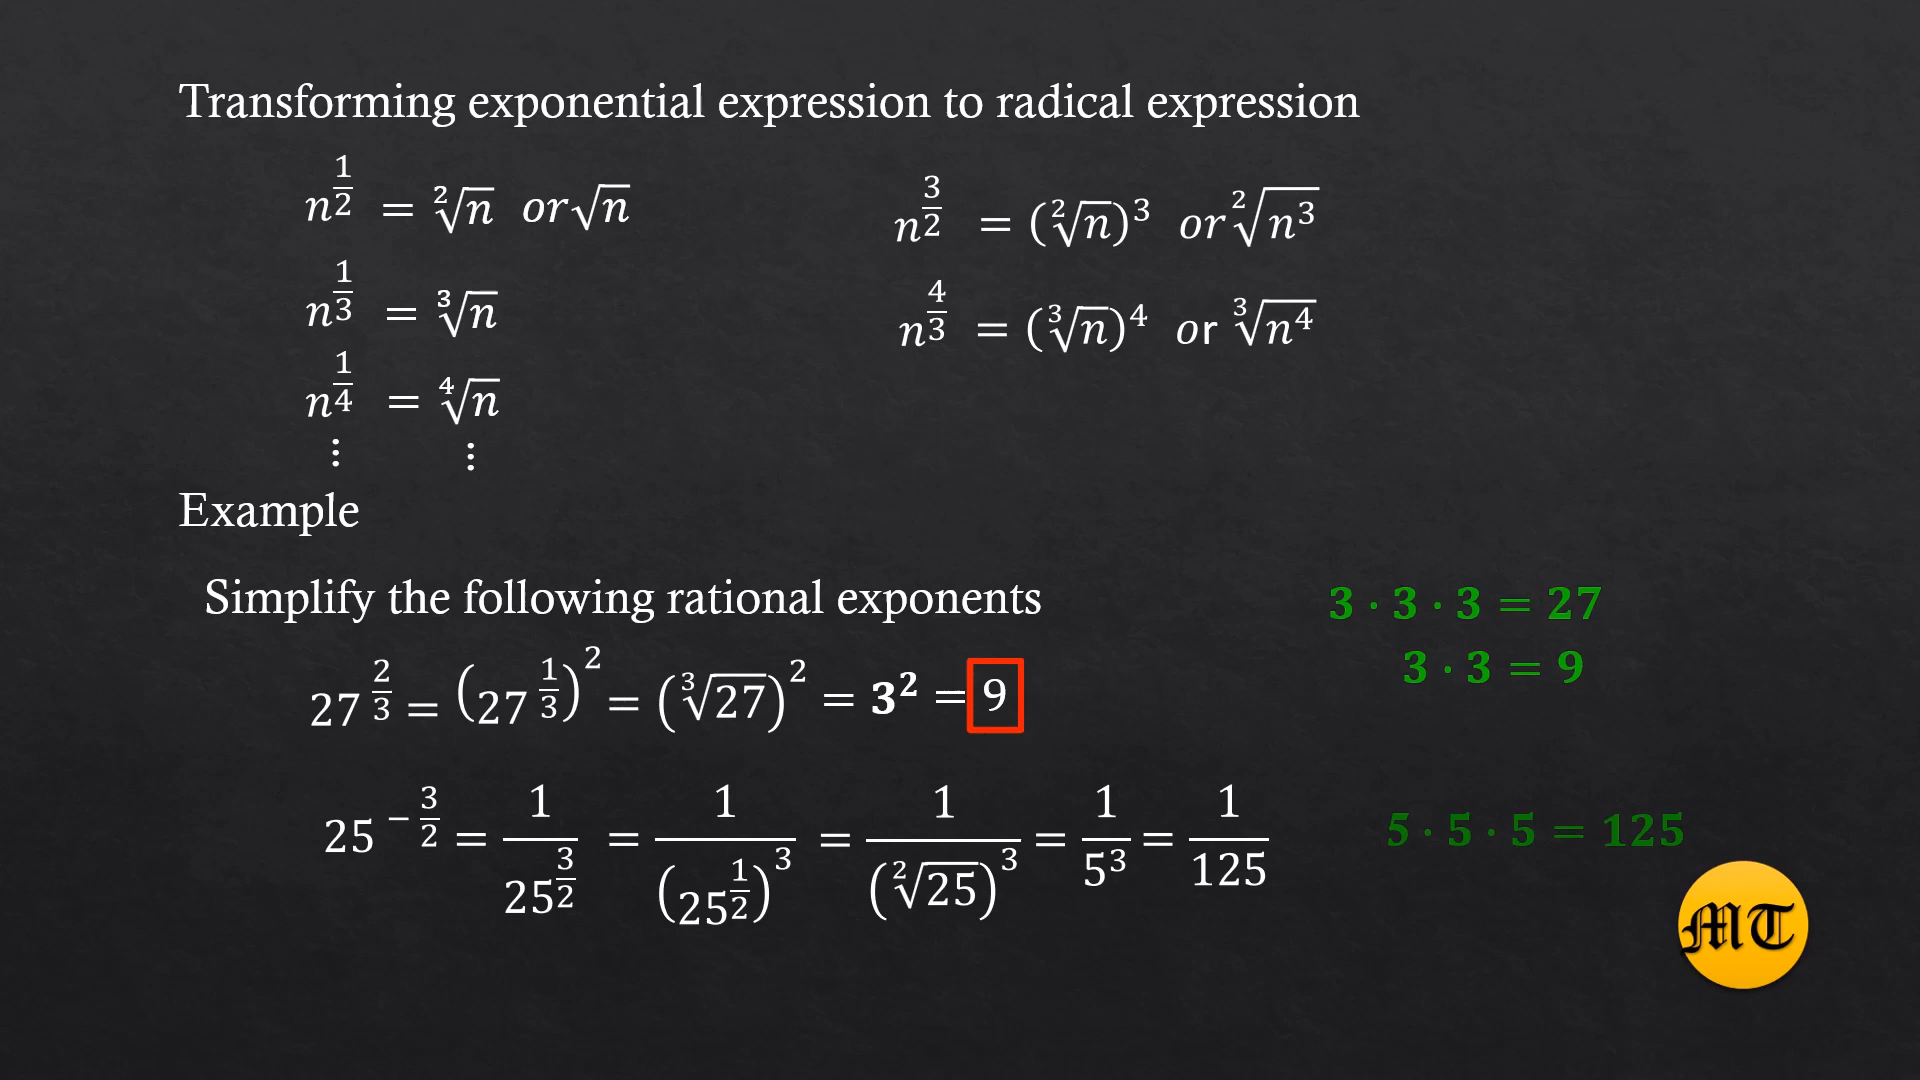 Transforming exponential expression to radical expression
n^{1/2} = ²√n or √n
n^{3/2} = (²√n)³ or ²√(n³)
n^{1/3} = ³√n
n^{4/3} = (³√n)⁴ or ³√(n⁴)
n^{1/4} = ⁴√n
⋮ ⋮
Example
Simplify the following rational exponents
3 · 3 · 3 = 27
3 · 3 = 9
27^{2/3} = (27^{1/3})² = (³√27)² = 3² = 9
25^{-3/2} = 1/25^{3/2} = 1/(25^{1/2})³ = 1/(²√25)³ = 1/5³ = 1/125
5 · 5 · 5 = 125
MT